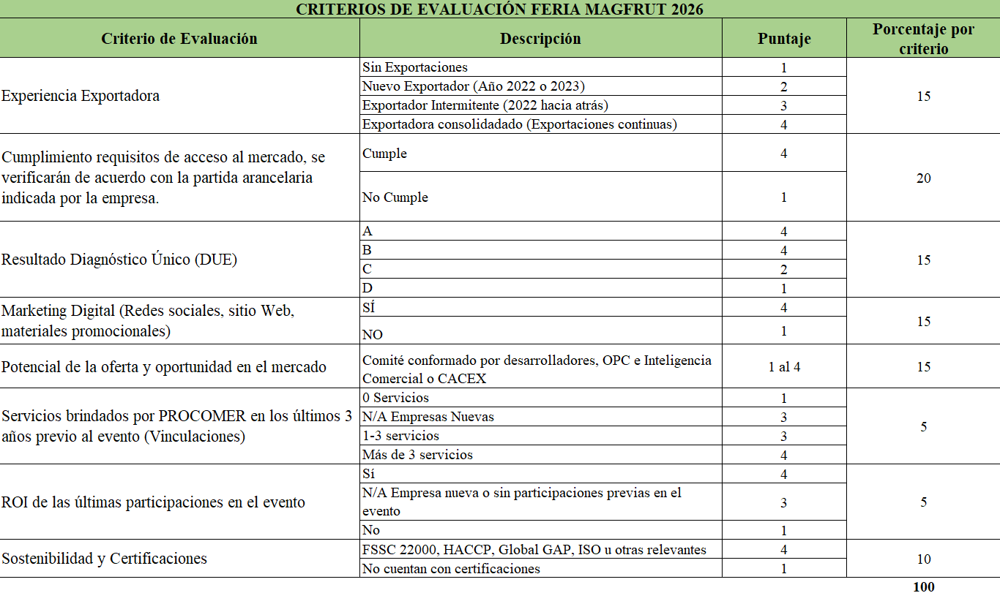 CRITERIOS DE EVALUACIÓN FERIA MAGFRUT 2026
Criterio de Evaluación
Descripción
Puntaje
Porcentaje por
criterio
Experiencia Exportadora
Sin Exportaciones
1
Nuevo Exportador (Año 2022 o 2023)
2
Exportador Intermitente (2022 hacia atrás)
3
Exportadora consolidadado (Exportaciones continuas)
4
15
Cumplimiento requisitos de acceso al mercado, se
verificarán de acuerdo con la partida arancelaria
indicada por la empresa.
Cumple
4
No Cumple
1
20
Resultado Diagnóstico Único (DUE)
A
4
B
4
C
2
D
1
15
Marketing Digital (Redes sociales, sitio Web,
materiales promocionales)
SÍ
4
NO
1
15
Potencial de la oferta y oportunidad en el mercado
Comité conformado por desarrolladores, OPC e Inteligencia
Comercial o CACEX
1 al 4
15
Servicios brindados por PROCOMER en los últimos 3
años previo al evento (Vinculaciones)
0 Servicios
1
N/A Empresas Nuevas
3
1-3 servicios
3
Más de 3 servicios
4
5
ROI de las últimas participaciones en el evento
Sí
4
N/A Empresa nueva o sin participaciones previas en el
evento
3
No
1
5
Sostenibilidad y Certificaciones
FSSC 22000, HACCP, Global GAP, ISO u otras relevantes
4
No cuentan con certificaciones
1
10
100